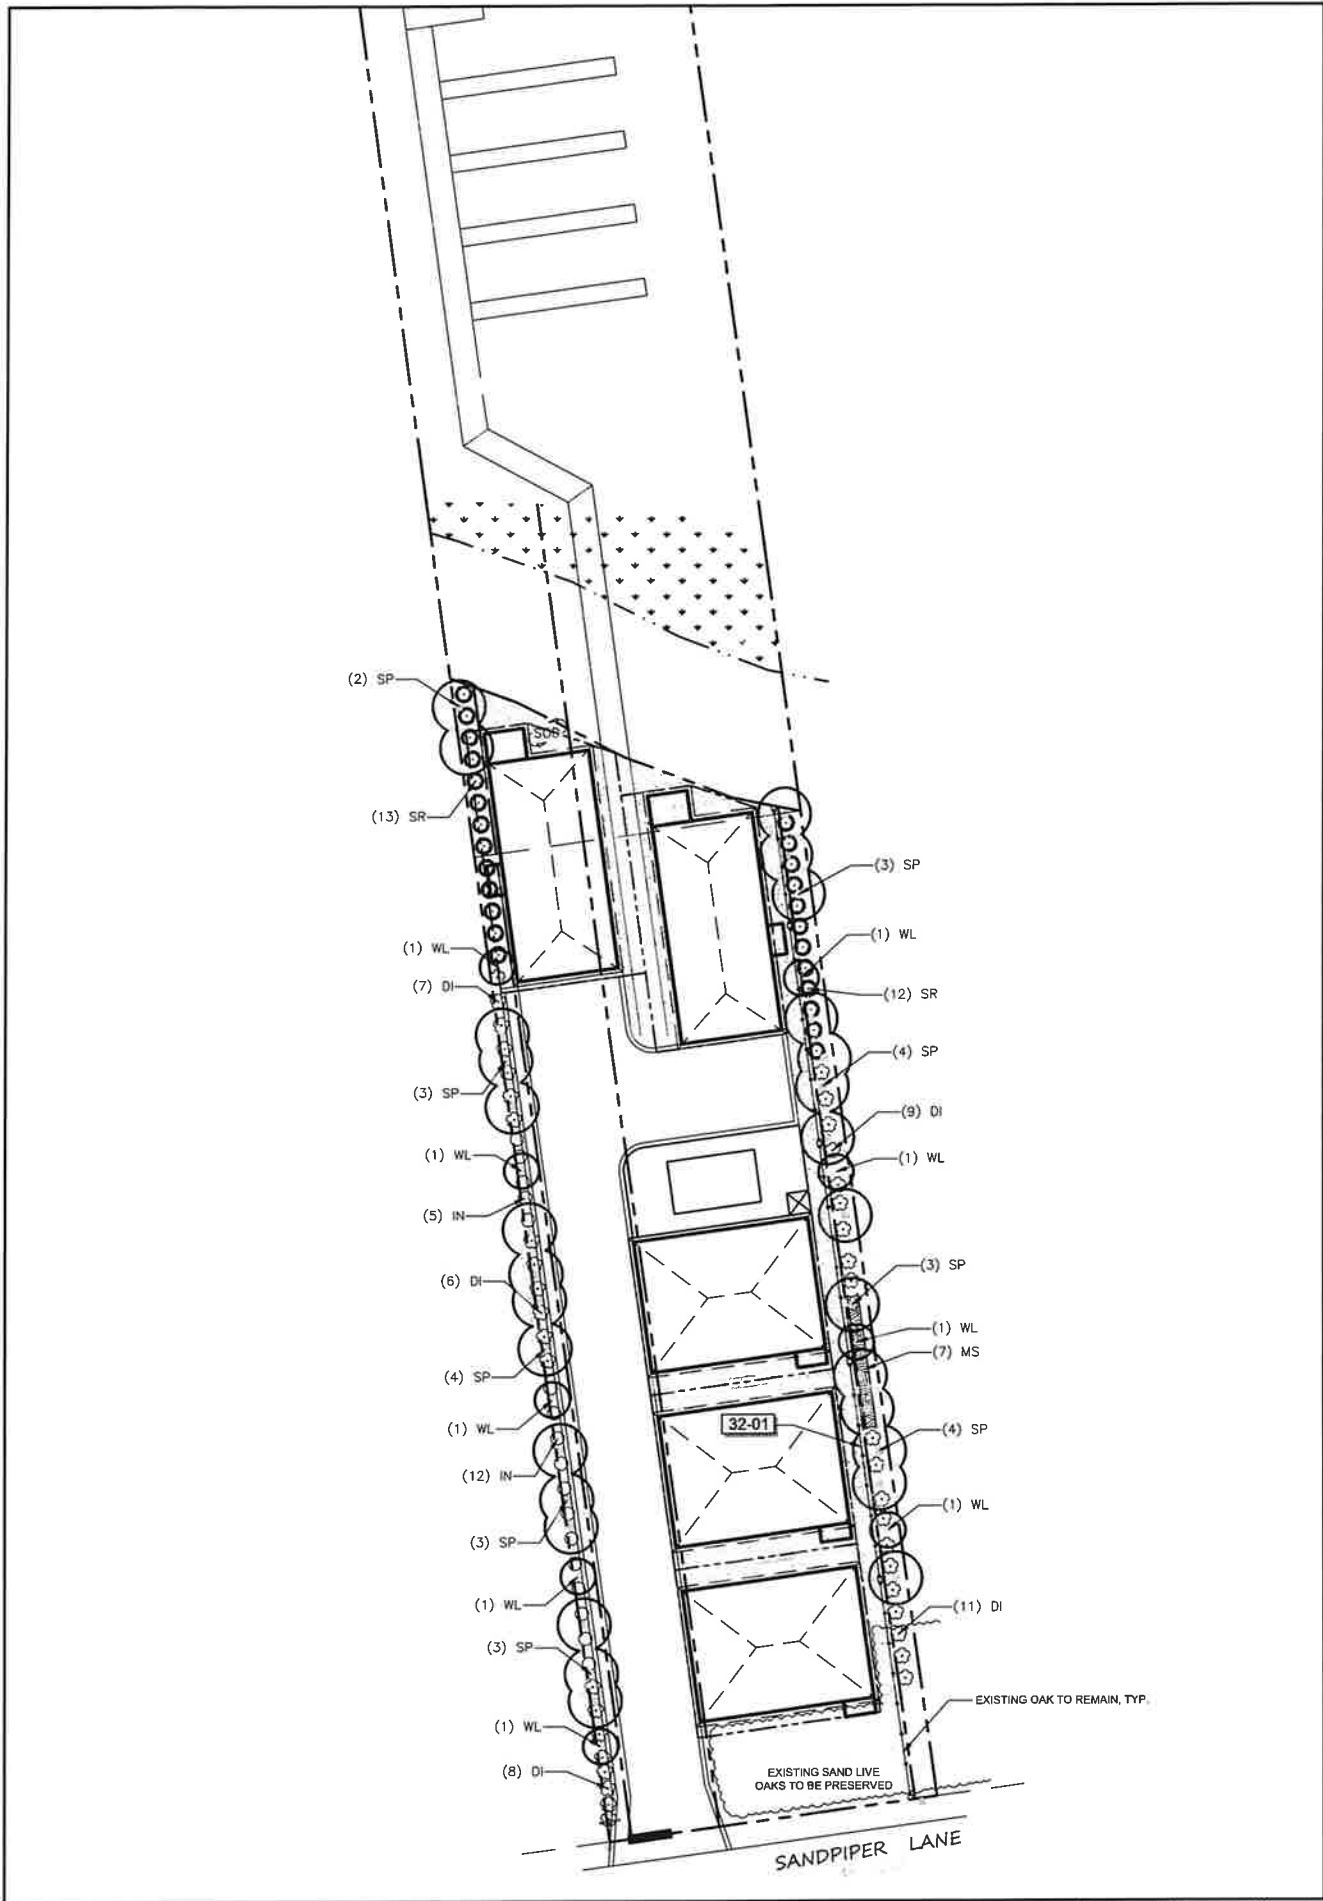 (2) SP
SOD
(13) SR
(3) SP
(1) WL
(1) WL
(7) DI
(12) SR
(4) SP
(3) SP
(9) DI
(1) WL
(1) WL
(5) IN
(3) SP
(6) DI
(1) WL
(7) MS
(4) SP
(1) WL
32-01
(4) SP
(12) IN
(1) WL
(3) SP
(1) WL
(11) DI
(3) SP
EXISTING OAK TO REMAIN, TYP.
(1) WL
(8) DI
EXISTING SAND LIVE
OAKS TO BE PRESERVED
SANDPIPER LANE